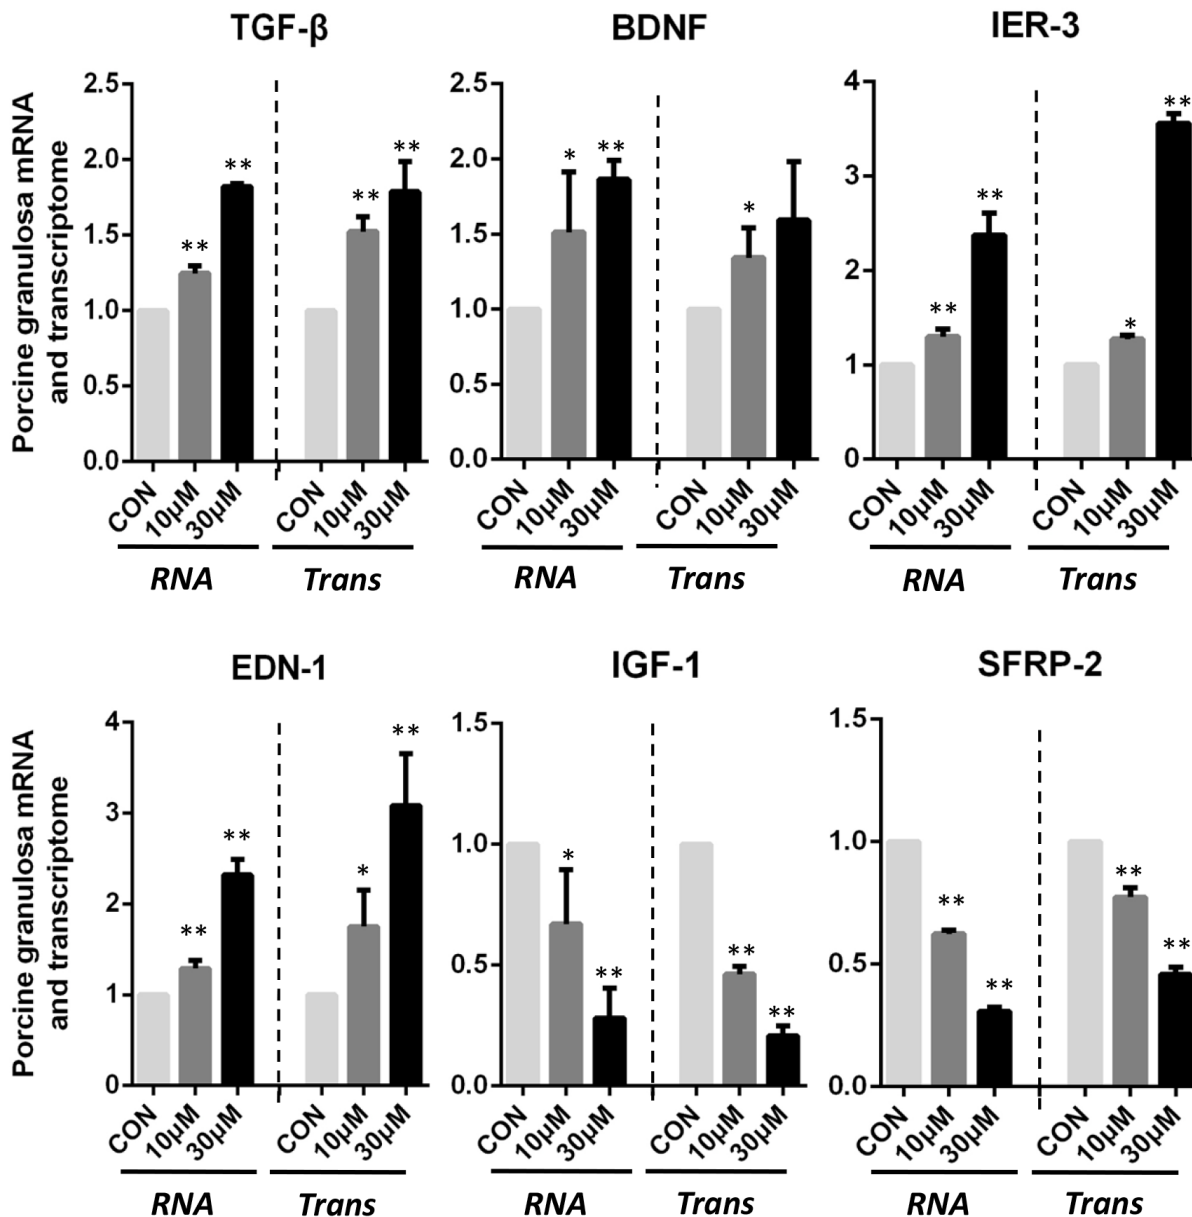 TGF-β
BDNF
IER-3
Porcine granulosa mRNA
and transcriptome
2.5
2.0
1.5
1.0
0.5
0.0
** ** ** **
CON 10μM 30μM CON 10μM 30μM
RNA Trans
2.5
2.0
1.5
1.0
0.5
0.0
* ** *
CON 10μM 30μM CON 10μM 30μM
RNA Trans
4
3
2
1
0
** ** * **
CON 10μM 30μM CON 10μM 30μM
RNA Trans
EDN-1
IGF-1
SFRP-2
Porcine granulosa mRNA
and transcriptome
4
3
2
1
0
** ** * **
CON 10μM 30μM CON 10μM 30μM
RNA Trans
1.5
1.0
0.5
0.0
* ** ** **
CON 10μM 30μM CON 10μM 30μM
RNA Trans
1.5
1.0
0.5
0.0
** ** ** **
CON 10μM 30μM CON 10μM 30μM
RNA Trans